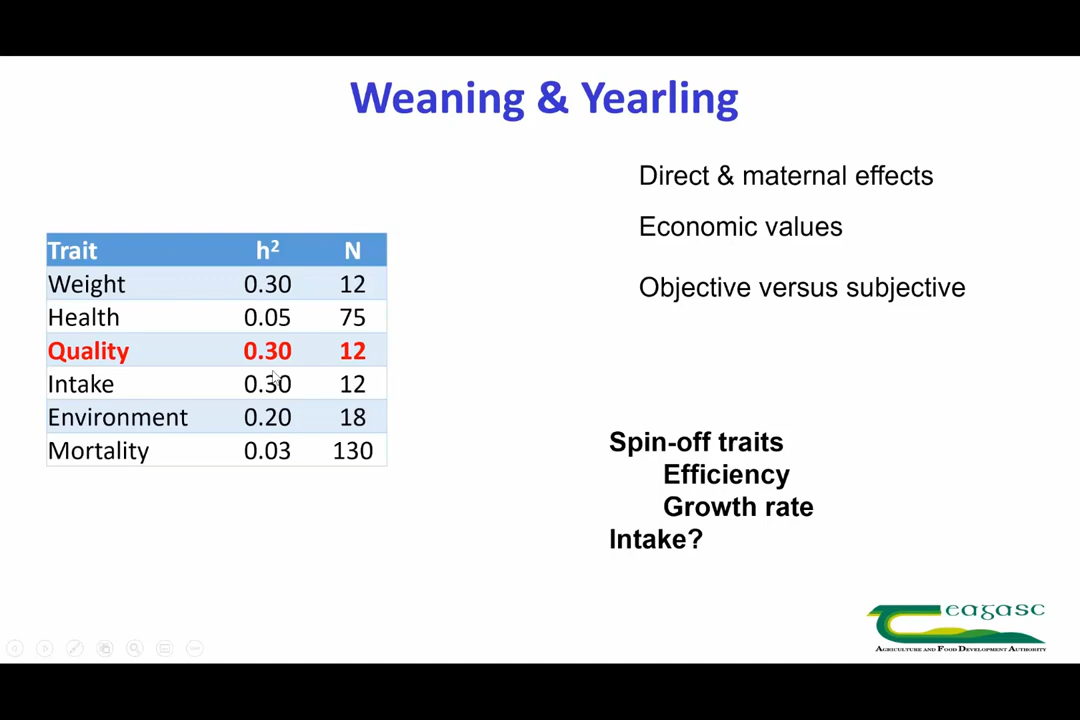 Weaning & Yearling
Direct & maternal effects
Economic values
Objective versus subjective
Trait h² N
Weight 0.30 12
Health 0.05 75
Quality 0.30 12
Intake 0.30 12
Environment 0.20 18
Mortality 0.03 130
Spin-off traits
Efficiency
Growth rate
Intake?
Teagasc
AGRICULTURE AND FOOD DEVELOPMENT AUTHORITY